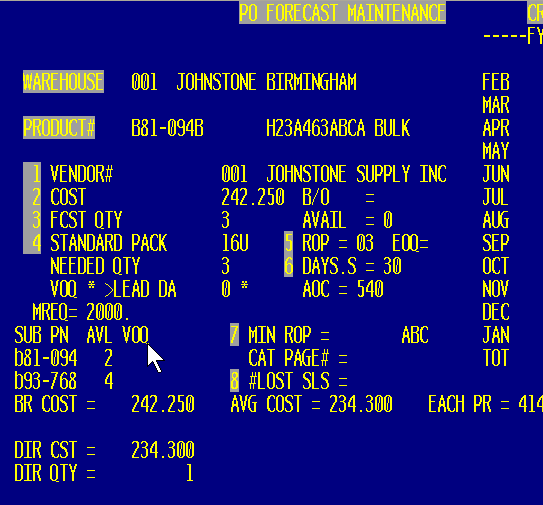 PO FORECAST MAINTENANCE CR
-----FY
WAREHOUSE 001 JOHNSTONE BIRMINGHAM FEB
MAR
PRODUCT# B81-094B H23A463ABCA BULK APR
MAY
1 VENDOR# 001 JOHNSTONE SUPPLY INC JUN
2 COST 242.250 B/O = JUL
3 FCST QTY 3 AVAIL = 0 AUG
4 STANDARD PACK 16U 5 ROP = 03 EOQ= SEP
NEEDED QTY 3 6 DAYS.S = 30 OCT
VOQ * >LEAD DA 0 * AOC = 540 NOV
MREQ= 2000. DEC
SUB PN AVL VOQ 7 MIN ROP = ABC JAN
b81-094 2 CAT PAGE# = TOT
b93-768 4 8 #LOST SLS =
BR COST = 242.250 AVG COST = 234.300 EACH PR = 414
DIR CST = 234.300
DIR QTY = 1